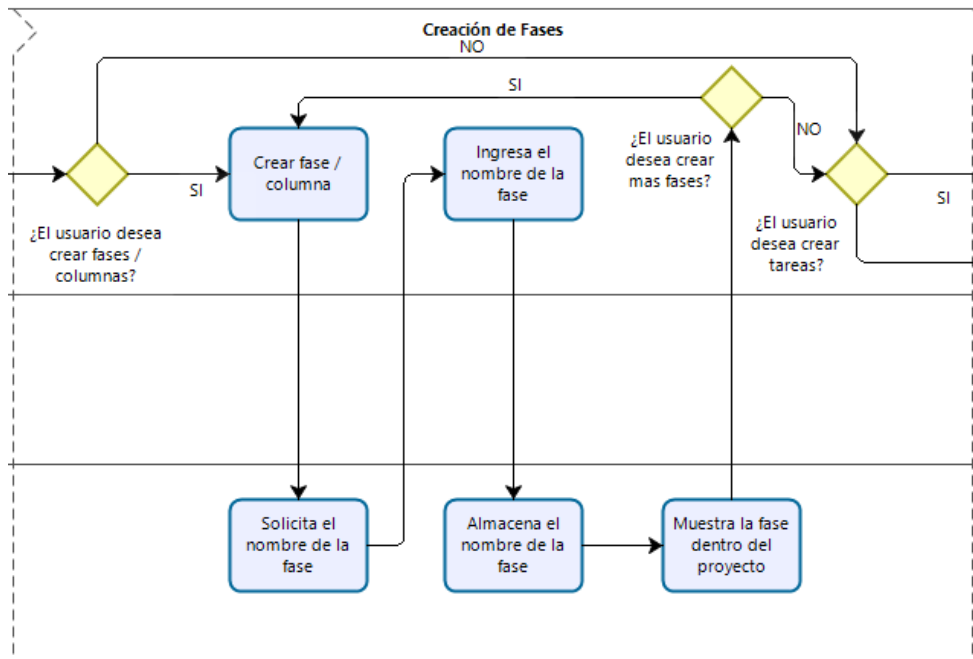 Creación de Fases
NO
SI
Crear fase /
columna
Ingresa el
nombre de la
fase
¿El usuario
desea crear
mas fases?
NO
SI
SI
¿El usuario desea
crear fases /
columnas?
¿El usuario
desea crear
tareas?
Solicita el
nombre de la
fase
Almacena el
nombre de la
fase
Muestra la fase
dentro del
proyecto